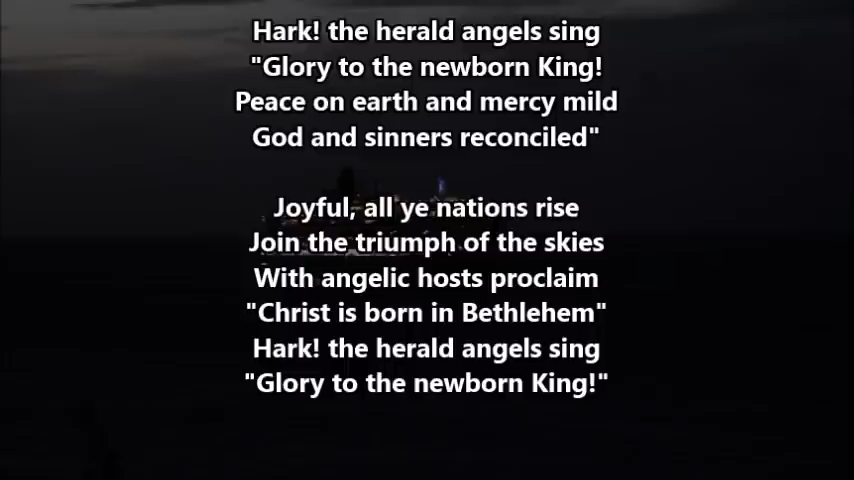 Hark! the herald angels sing
"Glory to the newborn King!
Peace on earth and mercy mild
God and sinners reconciled"
Joyful, all ye nations rise
Join the triumph of the skies
With angelic hosts proclaim
"Christ is born in Bethlehem"
Hark! the herald angels sing
"Glory to the newborn King!"